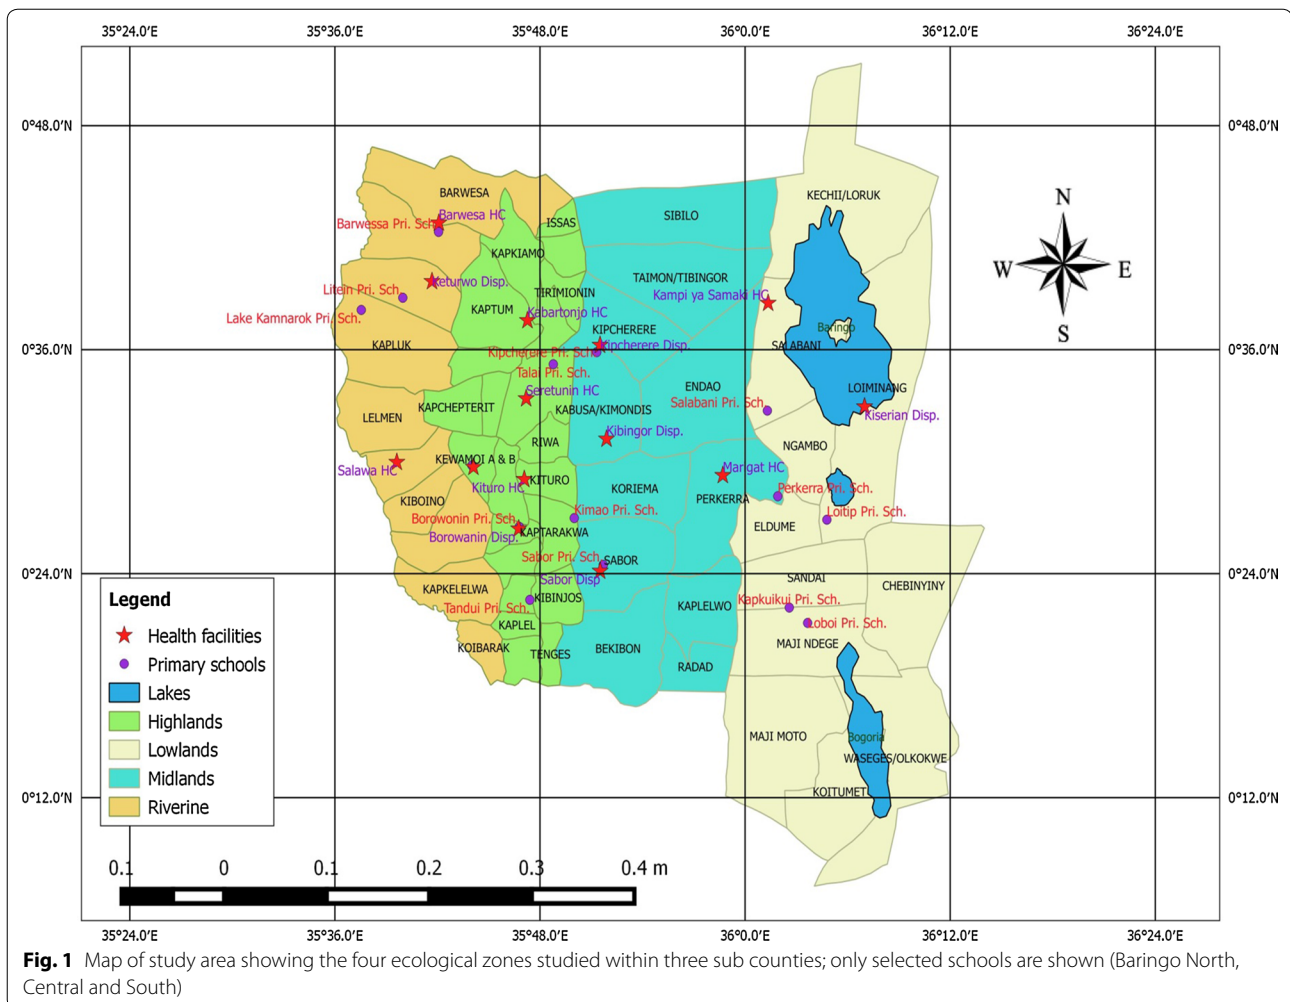 35°24.0′E 35°36.0′E 35°48.0′E 36°0.0′E 36°12.0′E 36°24.0′E
0°48.0′N 0°48.0′N
BARWESA
KECHII/LORUK
N
Barwesa HC
SIBILO
Barwessa Pri. Sch.
ISSAS
KAPKIAMO
W E
TAIMON/TIBINGOR
Keturwo Disp.
Litein Pri. Sch.
TIRIMIONIN
Kampi ya Samaki HC
KAPTUM
Kabartonjo HC
Lake Kamnarok Pri. Sch.
KIPCHERERE
Baringo
S
KAPLUK
Kipcherere Disp.
SALABANI
0°36.0′N 0°36.0′N
Kipcherere Pri. Sch.
Talai Pri. Sch.
ENDAO
LOIMINANG
Seretunin HC
KAPCHEPTERIT
KABUSA/KIMONDIS
Salabani Pri. Sch.
LELMEN
Kiserian Disp.
Kibingor Disp.
RIWA
NGAMBO
KEWAMOI A & B
Salawa HC
Marigat HC
KITURO
Kituro HC
KORIEMA
Perkerra Pri. Sch.
KIBOINO
PERKERRA
Kimao Pri. Sch.
Loitip Pri. Sch.
Borowonin Pri. Sch.
ELDUME
KAPTARAKWA
Borowanin Disp.
Sabor Pri. Sch.
SABOR
0°24.0′N 0°24.0′N
Sabor Disp
SANDAI
CHEBINYINY
KAPKELELWA
KIBINJOS
Kapkuikui Pri. Sch.
Tandui Pri. Sch.
KAPLELWO
KAPLEL
Loboi Pri. Sch.
MAJI NDEGE
KOIBARAK
TENGES
BEKIBON
RADAD
Legend
Health facilities
Primary schools
Lakes
Highlands
Lowlands
Midlands
Riverine
MAJI MOTO
Bogoria
WASEGES/OLKOKWE
KOITUMET
0°12.0′N 0°12.0′N
0.1 0 0.1 0.2 0.3 0.4 m
35°24.0′E 35°36.0′E 35°48.0′E 36°0.0′E 36°12.0′E 36°24.0′E
Fig. 1 Map of study area showing the four ecological zones studied within three sub counties; only selected schools are shown (Baringo North,
Central and South)